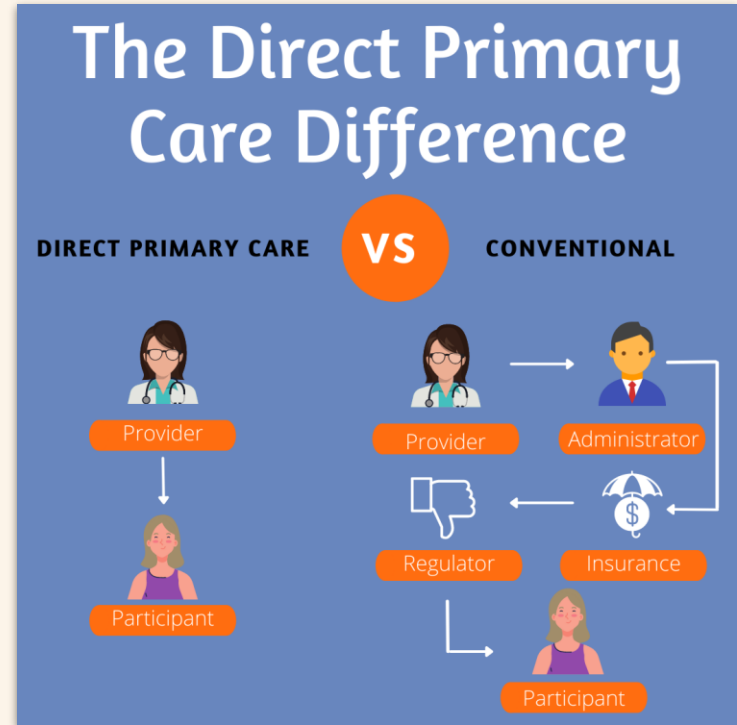 The Direct Primary
Care Difference
DIRECT PRIMARY CARE
VS
CONVENTIONAL
Provider
Participant
Provider
Administrator
$
Regulator
Insurance
Participant